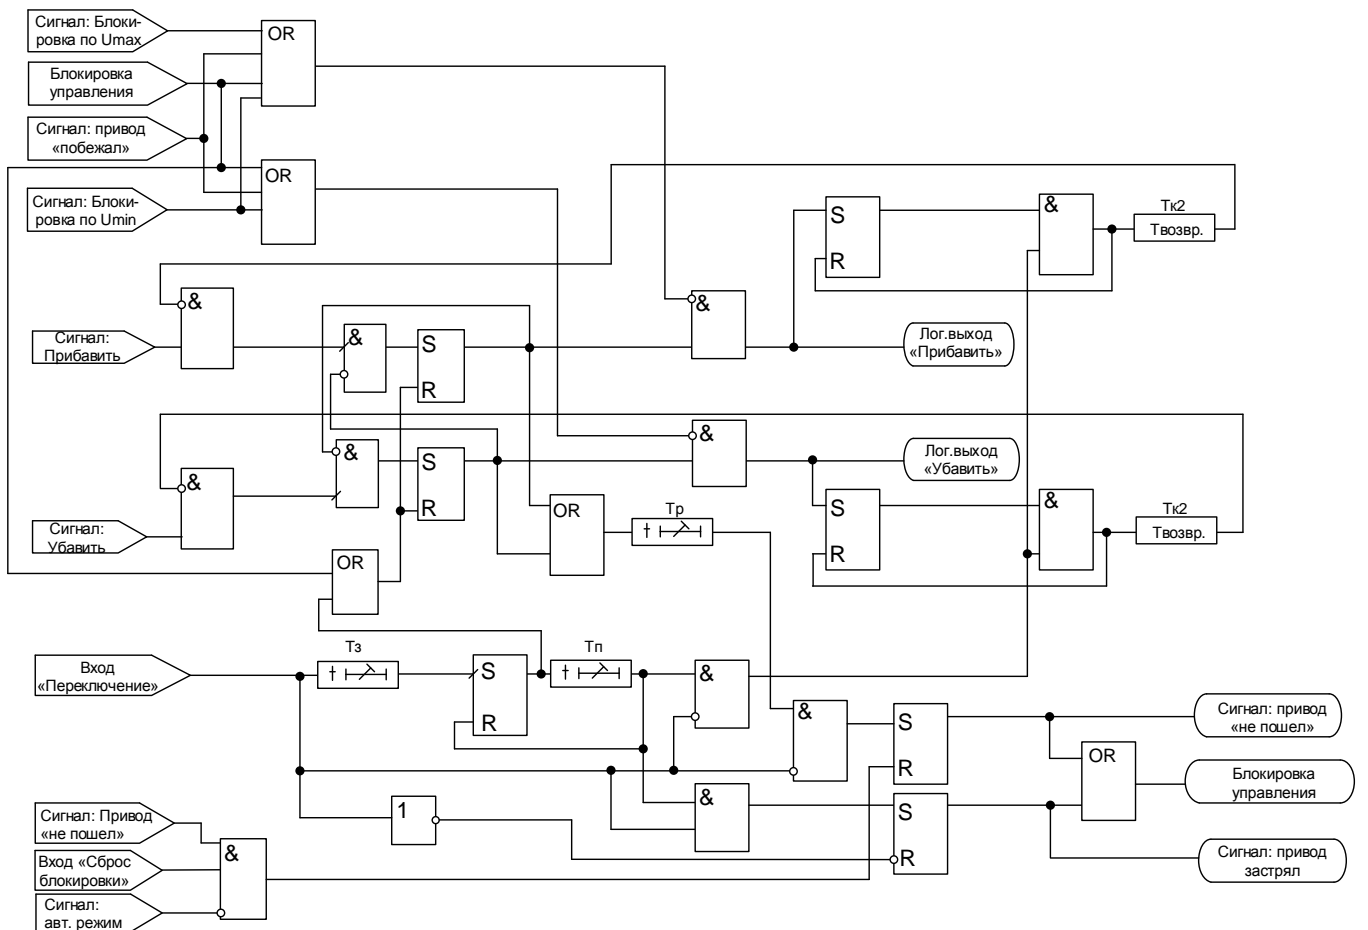 Сигнал: Блоки-
ровка по Umax
OR
Блокировка
управления
Сигнал: привод
«побежал»
OR
Сигнал: Блоки-
ровка по Umin
S
R
&
Тк2
Tвозвр.
&
Сигнал:
Прибавить
&
S
R
&
Лог.выход
«Прибавить»
&
Сигнал:
Убавить
&
S
R
&
Лог.выход
«Убавить»
OR
Тр
S
R
&
Тк2
Tвозвр.
OR
Вход
«Переключение»
Тз
S
R
Тп
&
&
S
R
Сигнал: привод
«не пошел»
OR
Блокировка
управления
1
&
S
R
Сигнал: привод
застрял
Сигнал: Привод
«не пошел»
Вход «Сброс
блокировки»
Сигнал:
авт. режим
&